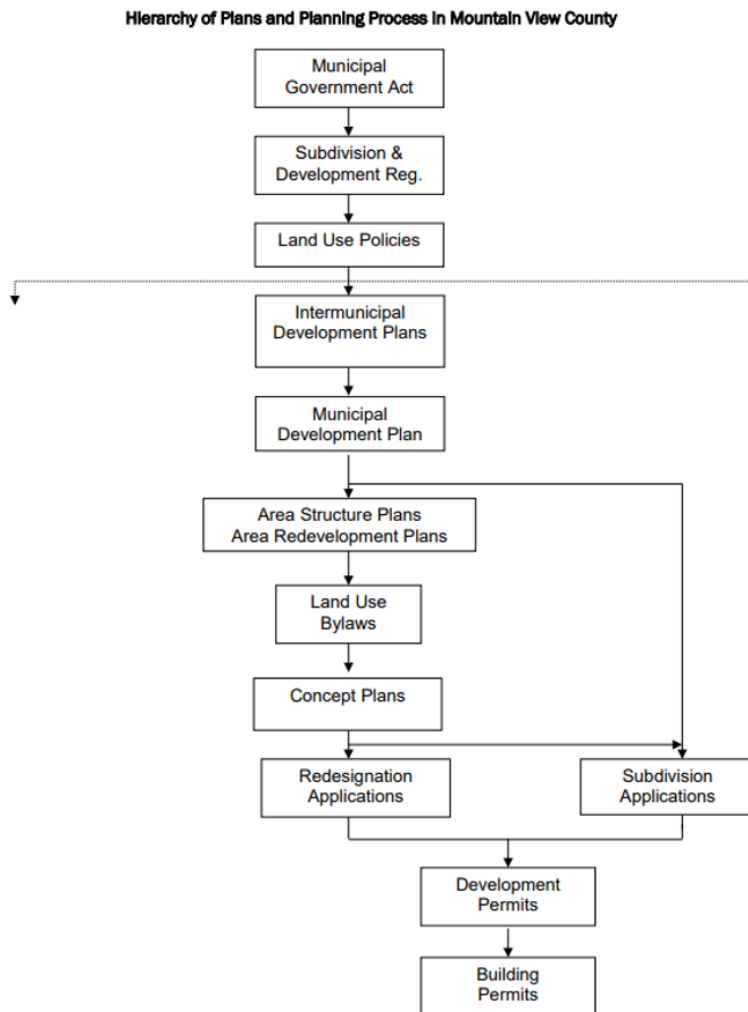 Hierarchy of Plans and Planning Process in Mountain View County
Municipal
Government Act
Subdivision &
Development Reg.
Land Use Policies
Intermunicipal
Development Plans
Municipal
Development Plan
Area Structure Plans
Area Redevelopment Plans
Land Use
Bylaws
Concept Plans
Redesignation
Applications
Subdivision
Applications
Development
Permits
Building
Permits